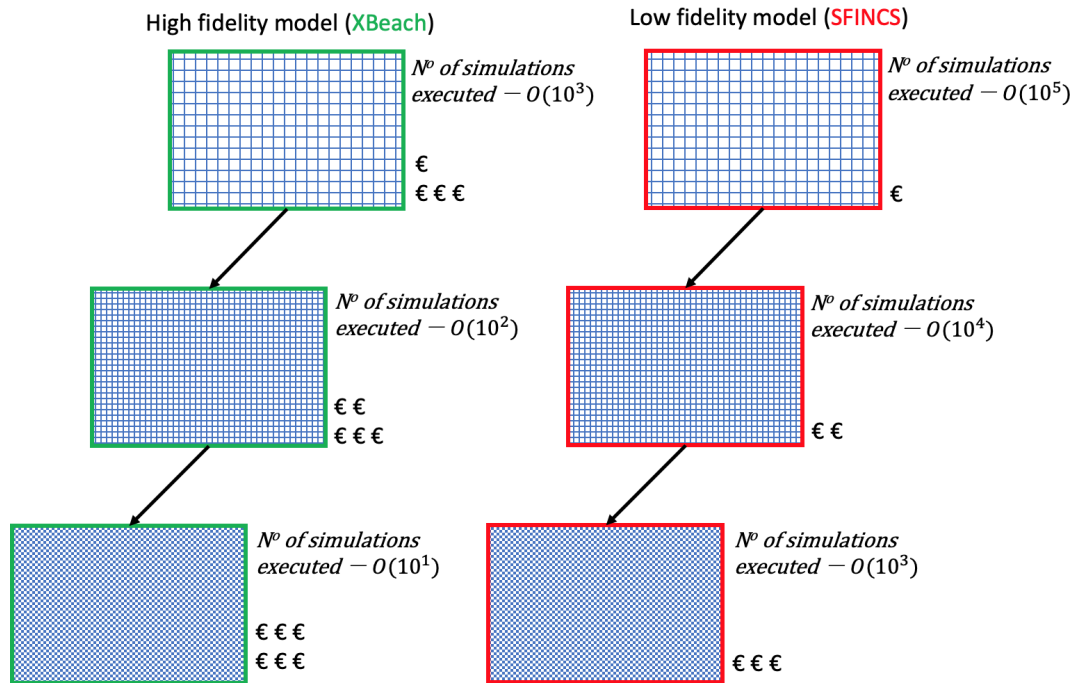 High fidelity model (XBeach)
Nº of simulations
executed − O(10³)
€
€ € €
Nº of simulations
executed − O(10²)
€ €
€ € €
Nº of simulations
executed − O(10¹)
€ € €
€ € €
Low fidelity model (SFINCS)
Nº of simulations
executed − O(10⁵)
€
Nº of simulations
executed − O(10⁴)
€ €
Nº of simulations
executed − O(10³)
€ € €